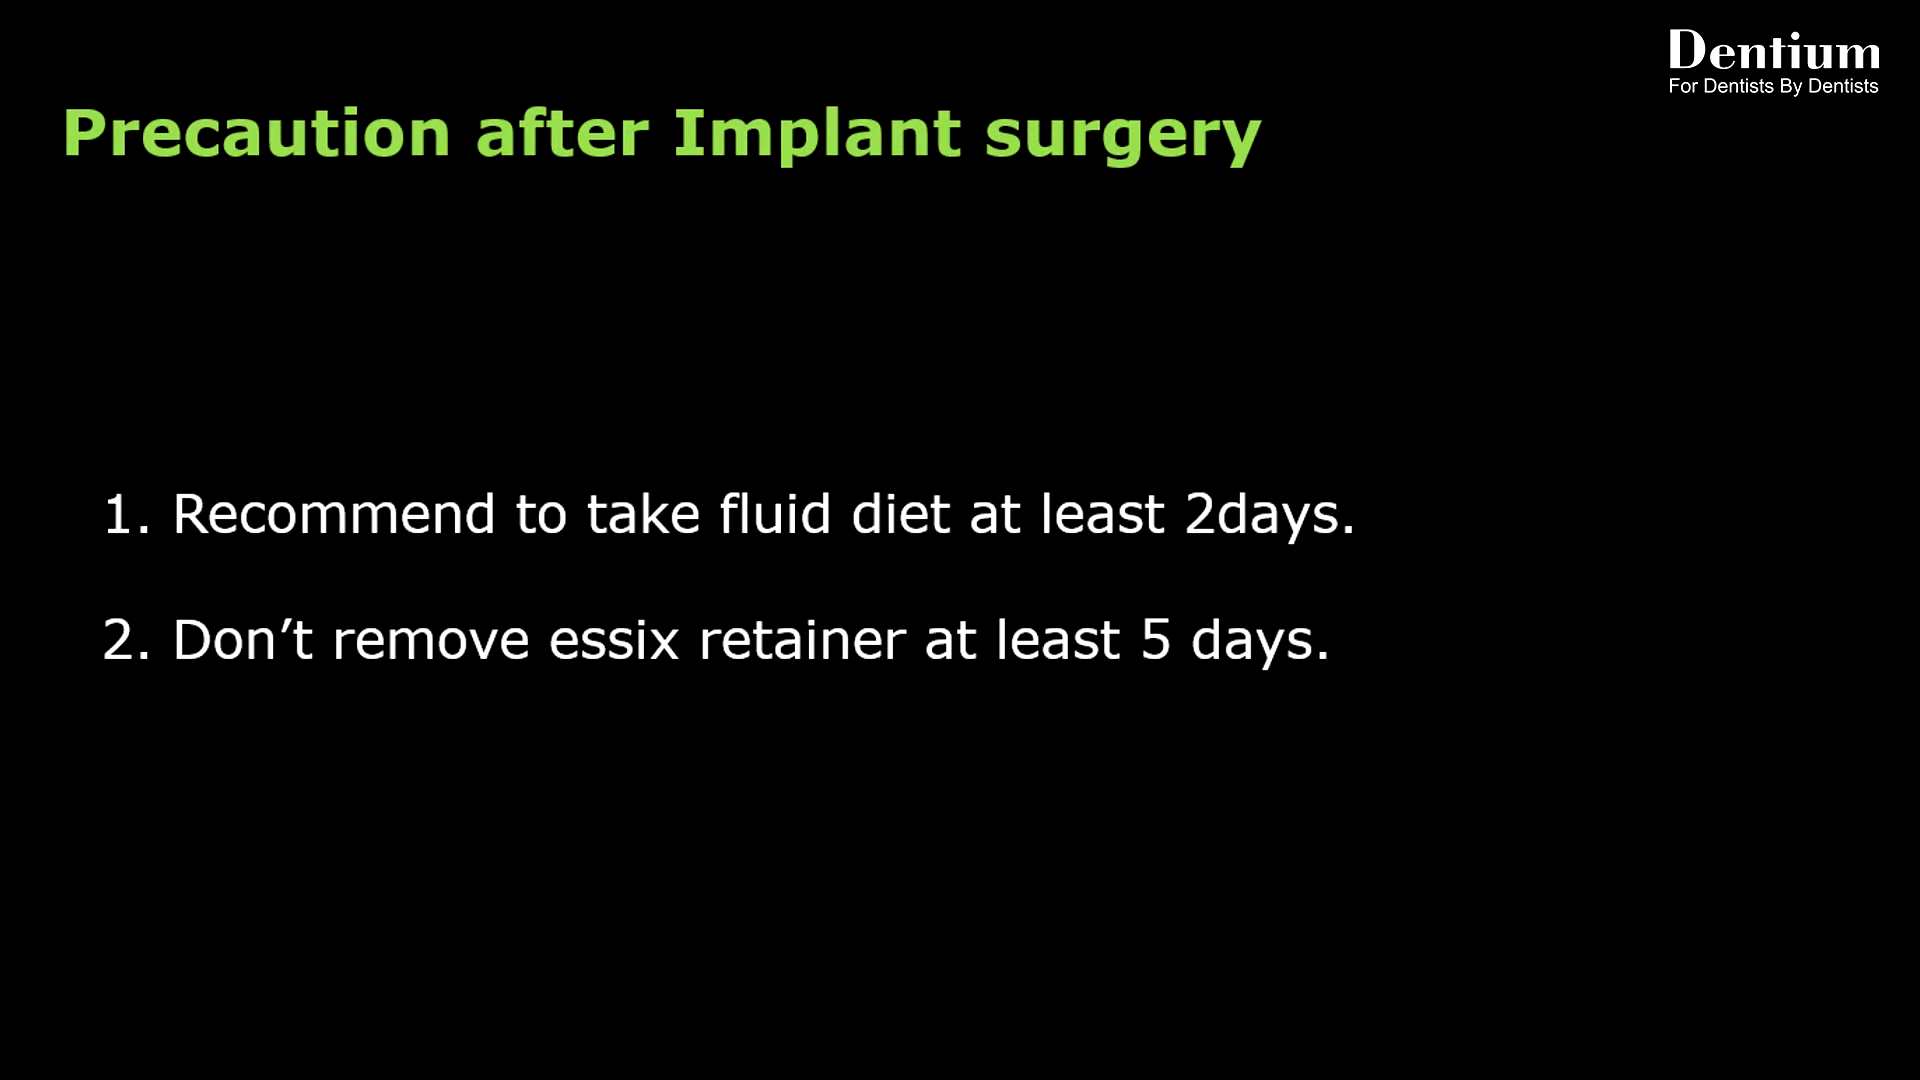 Dentium
For Dentists By Dentists
Precaution after Implant surgery
1. Recommend to take fluid diet at least 2days.
2. Don’t remove essix retainer at least 5 days.